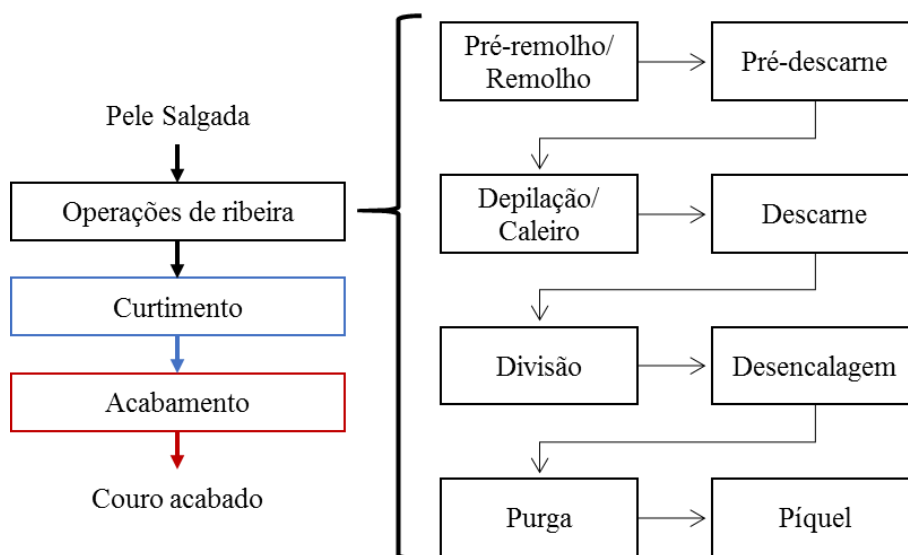 Pele Salgada
Operações de ribeira
Curtimento
Acabamento
Couro acabado
Pré-remolho/
Remolho
Pré-descarne
Depilação/
Caleiro
Descarne
Divisão
Desencalagem
Purga
Píquel